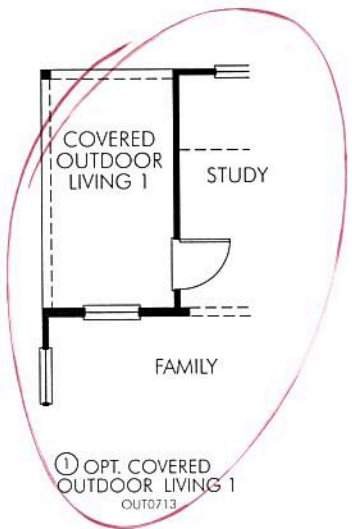 COVERED
OUTDOOR
LIVING 1
STUDY
FAMILY
① OPT. COVERED
OUTDOOR LIVING 1
OUT0713